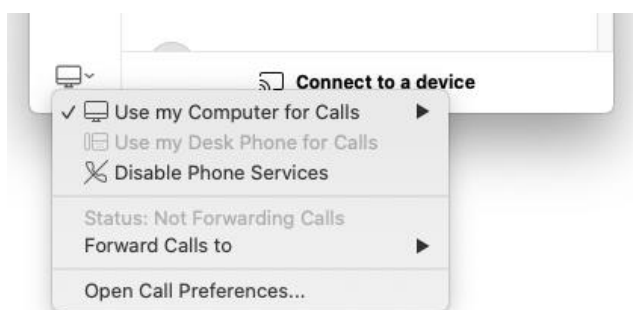 Connect to a device
Use my Computer for Calls
Use my Desk Phone for Calls
Disable Phone Services
Status: Not Forwarding Calls
Forward Calls to
Open Call Preferences...